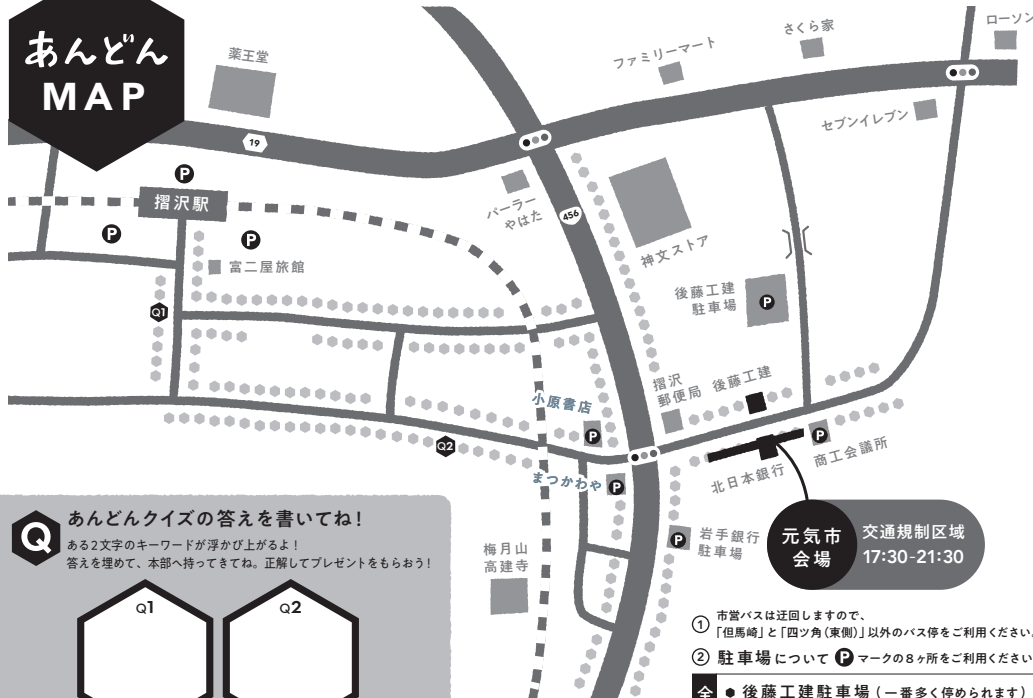 あんどん
MAP
薬王堂
19
P
摺沢駅
P
P
富二屋旅館
Q1
ファミリーマート
さくら家
ローソン
セブンイレブン
パーラー
やはた
456
神文ストア
後藤工建
駐車場
P
摺沢
郵便局
後藤工建
小原書店
P
Q2
まつかわや
P
北日本銀行
P
商工会議所
P
岩手銀行
駐車場
梅月山
高建寺
元気市
会場
交通規制区域
17:30-21:30
Q
あんどんクイズの答えを書いてね!
ある2文字のキーワードが浮かび上がるよ!
答えを埋めて、本部へ持ってきてね。正解してプレゼントをもらおう!
Q1
Q2
① 市営バスは迂回しますので、
「但馬崎」と「四ツ角(東側)」以外のバス停をご利用ください。
② 駐車場について P マークの8ヶ所をご利用ください
全 ● 後藤工建駐車場(一番多く停められます)